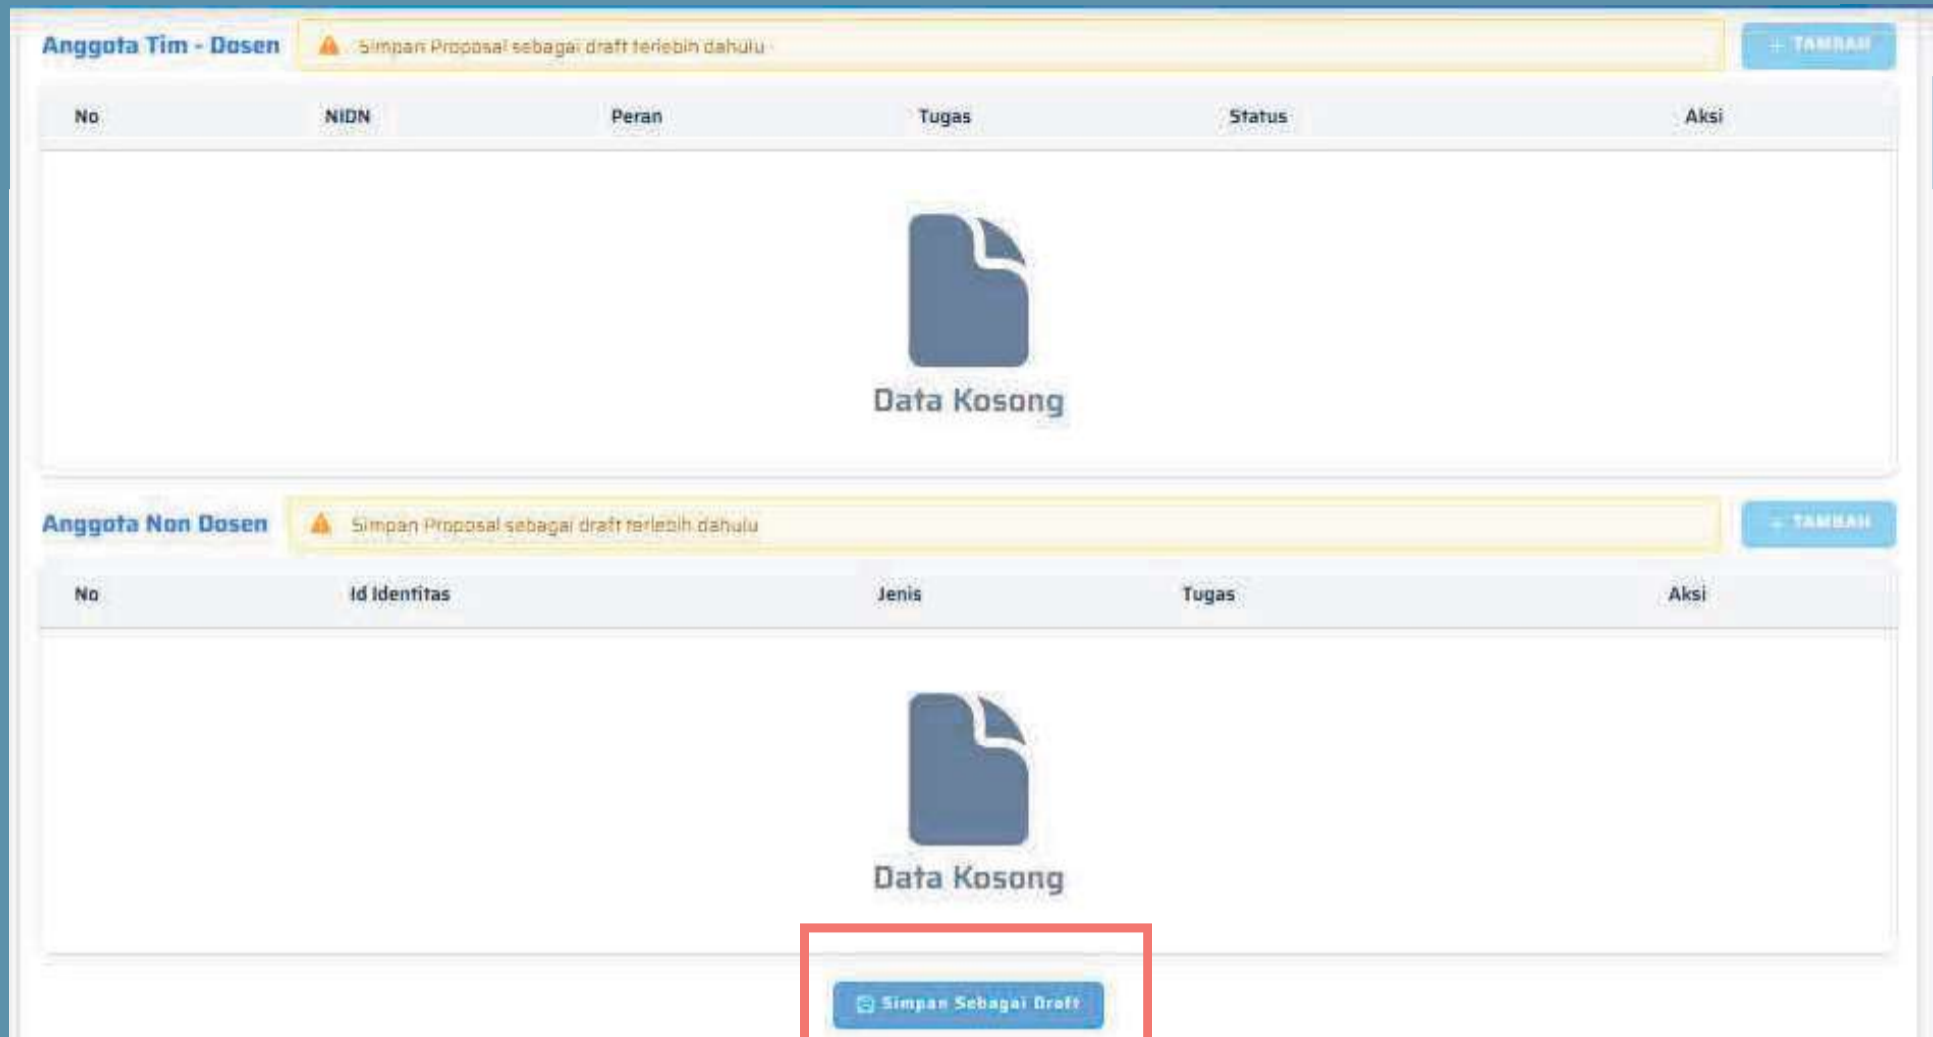 Anggota Tim - Dosen Simpan Proposal sebagai draft terlebih dahulu + TAMBAH
No NIDN Peran Tugas Status Aksi
Data Kosong
Anggota Non Dosen Simpan Proposal sebagai draft terlebih dahulu + TAMBAH
No Id Identitas Jenis Tugas Aksi
Data Kosong
Simpan Sebagai Draft